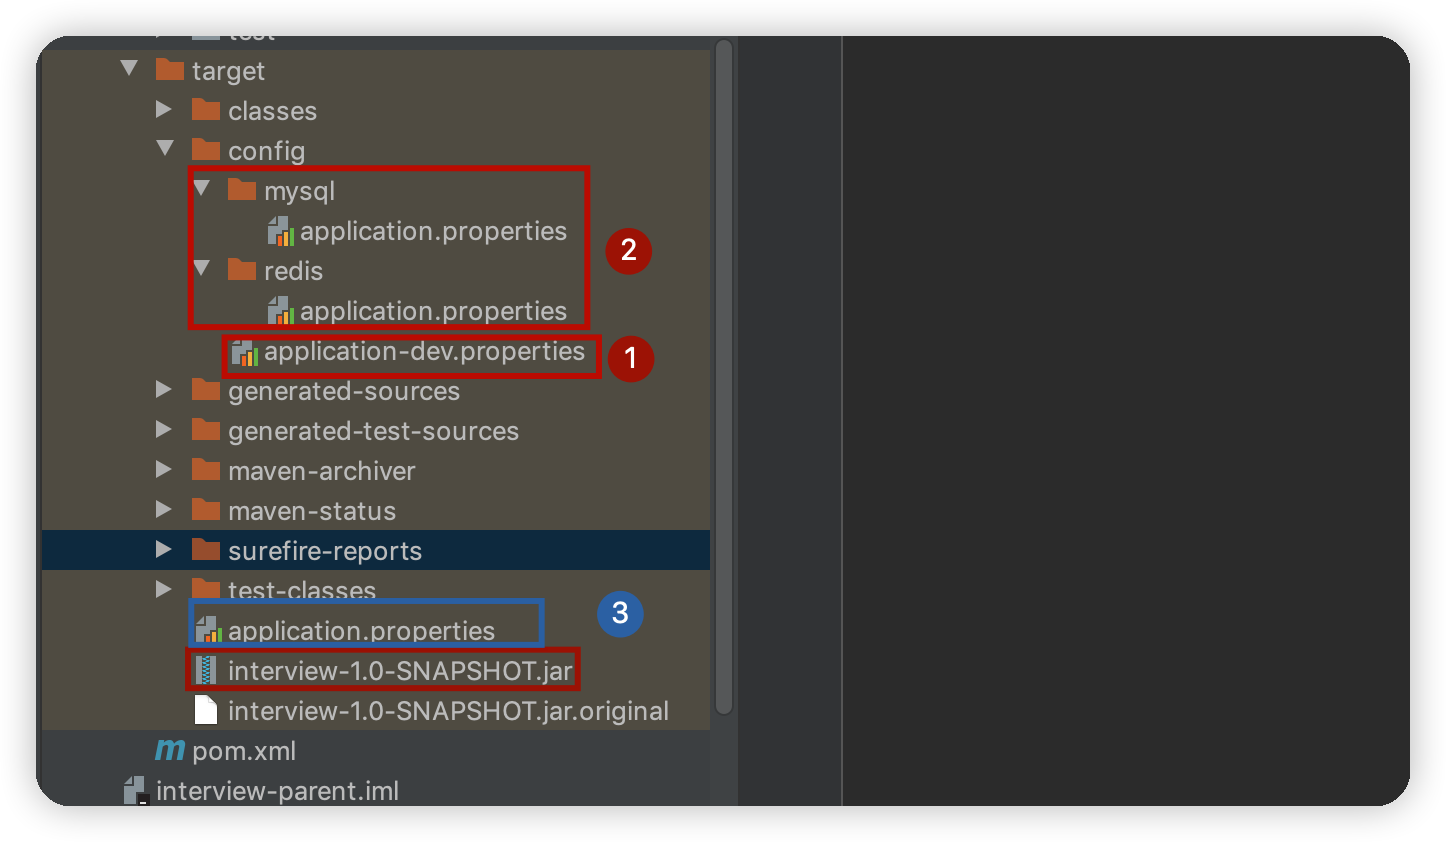 test
target
classes
config
mysql
application.properties
2
redis
application.properties
application-dev.properties
1
generated-sources
generated-test-sources
maven-archiver
maven-status
surefire-reports
test-classes
3
application.properties
interview-1.0-SNAPSHOT.jar
interview-1.0-SNAPSHOT.jar.original
m pom.xml
interview-parent.iml